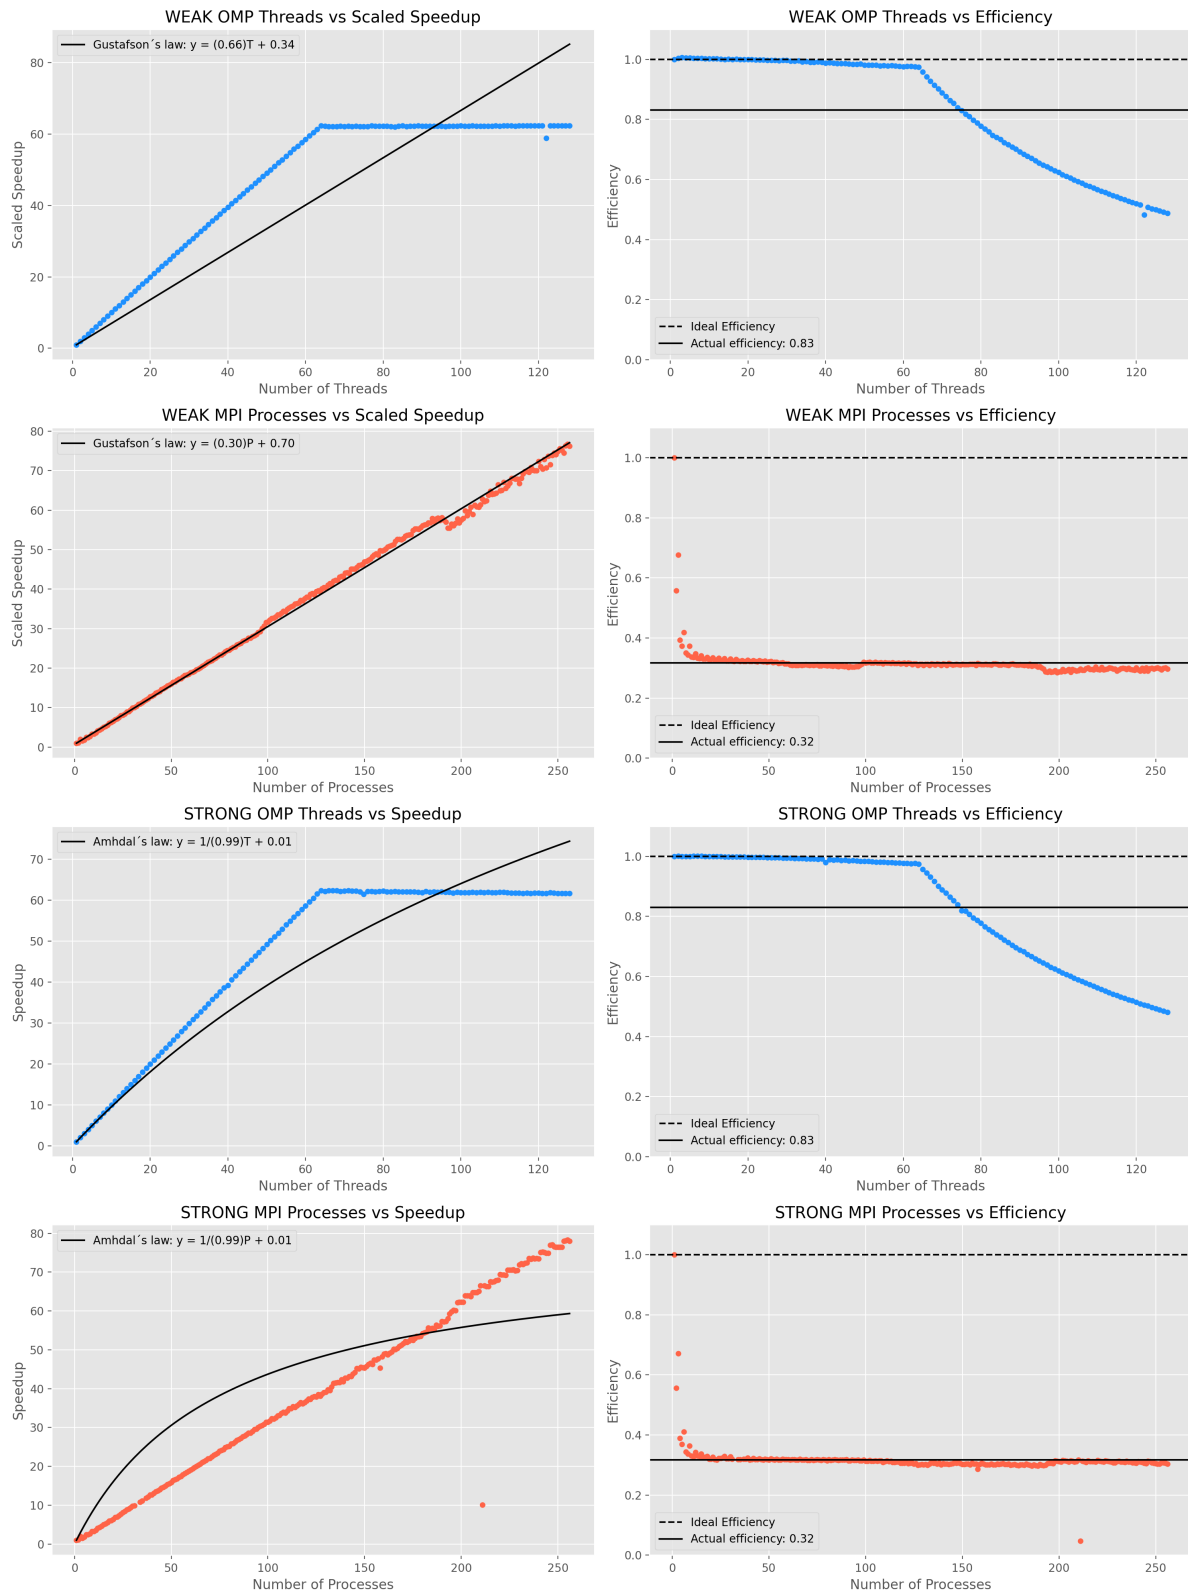 WEAK OMP Threads vs Scaled Speedup
Gustafson´s law: y = (0.66)T + 0.34
Scaled Speedup
80
60
40
20
0
0 20 40 60 80 100 120
Number of Threads
WEAK OMP Threads vs Efficiency
Efficiency
1.0
0.8
0.6
0.4
0.2
0.0
Ideal Efficiency
Actual efficiency: 0.83
0 20 40 60 80 100 120
Number of Threads
WEAK MPI Processes vs Scaled Speedup
Gustafson´s law: y = (0.30)P + 0.70
Scaled Speedup
80
70
60
50
40
30
20
10
0
0 50 100 150 200 250
Number of Processes
WEAK MPI Processes vs Efficiency
Efficiency
1.0
0.8
0.6
0.4
0.2
0.0
Ideal Efficiency
Actual efficiency: 0.32
0 50 100 150 200 250
Number of Processes
STRONG OMP Threads vs Speedup
Amhdal´s law: y = 1/(0.99)T + 0.01
Speedup
70
60
50
40
30
20
10
0
0 20 40 60 80 100 120
Number of Threads
STRONG OMP Threads vs Efficiency
Efficiency
1.0
0.8
0.6
0.4
0.2
0.0
Ideal Efficiency
Actual efficiency: 0.83
0 20 40 60 80 100 120
Number of Threads
STRONG MPI Processes vs Speedup
Amhdal´s law: y = 1/(0.99)P + 0.01
Speedup
80
70
60
50
40
30
20
10
0
0 50 100 150 200 250
Number of Processes
STRONG MPI Processes vs Efficiency
Efficiency
1.0
0.8
0.6
0.4
0.2
0.0
Ideal Efficiency
Actual efficiency: 0.32
0 50 100 150 200 250
Number of Processes